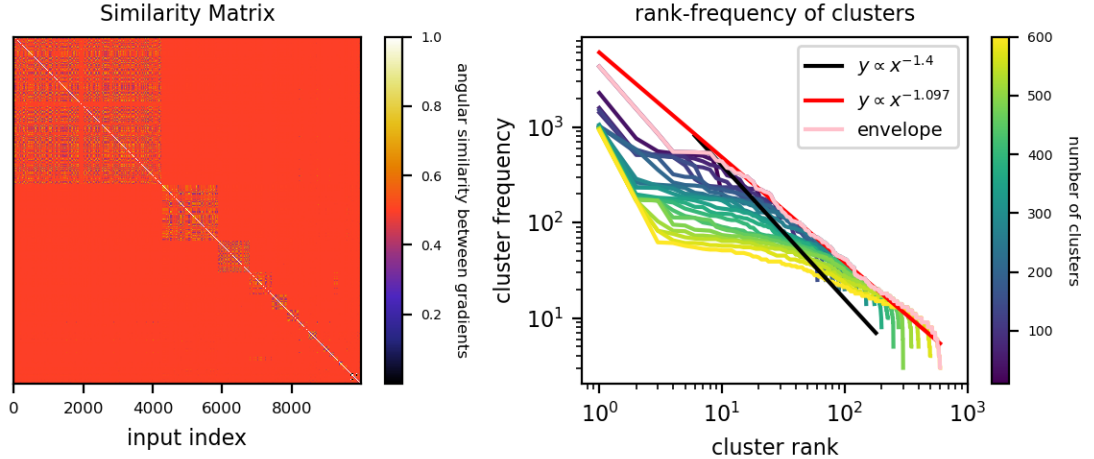 Similarity Matrix
0
2000
4000
6000
8000
input index
1.0
0.8
0.6
0.4
0.2
angular similarity between gradients
rank-frequency of clusters
y ∝ x^{-1.4}
y ∝ x^{-1.097}
envelope
10^3
10^2
10^1
cluster frequency
10^0
10^1
10^2
10^3
cluster rank
600
500
400
300
200
100
number of clusters